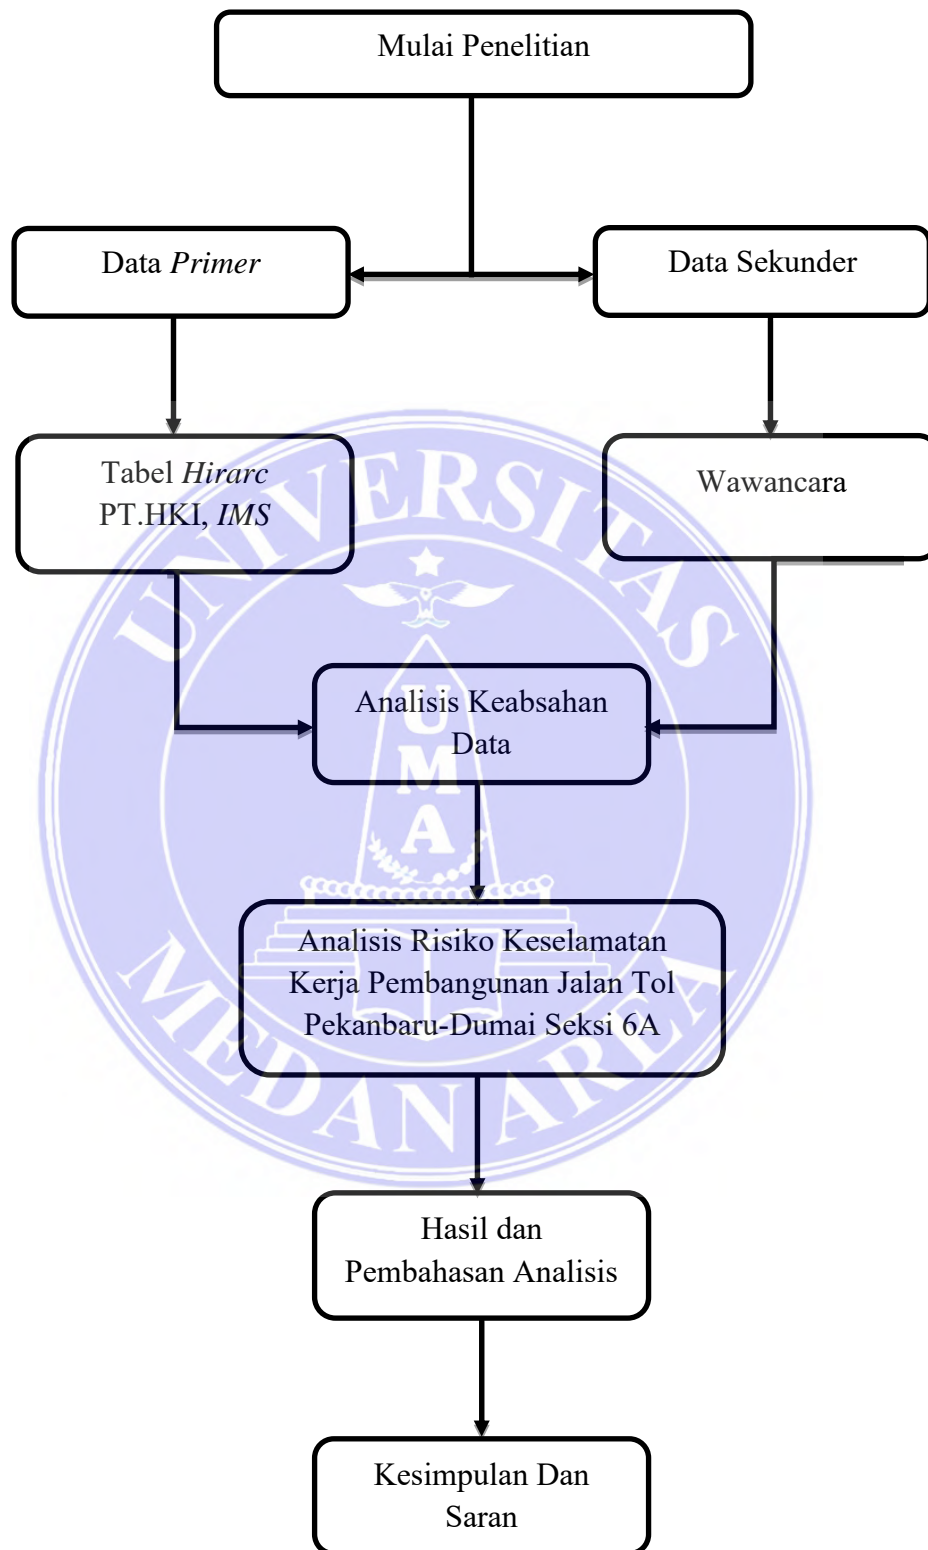 Mulai Penelitian
Data Primer
Data Sekunder
Tabel Hirarc
PT.HKI, IMS
Wawancara
UNIVERSITAS
UMA
MEDAN AREA
Analisis Keabsahan
Data
Analisis Risiko Keselamatan
Kerja Pembangunan Jalan Tol
Pekanbaru-Dumai Seksi 6A
Hasil dan
Pembahasan Analisis
Kesimpulan Dan
Saran